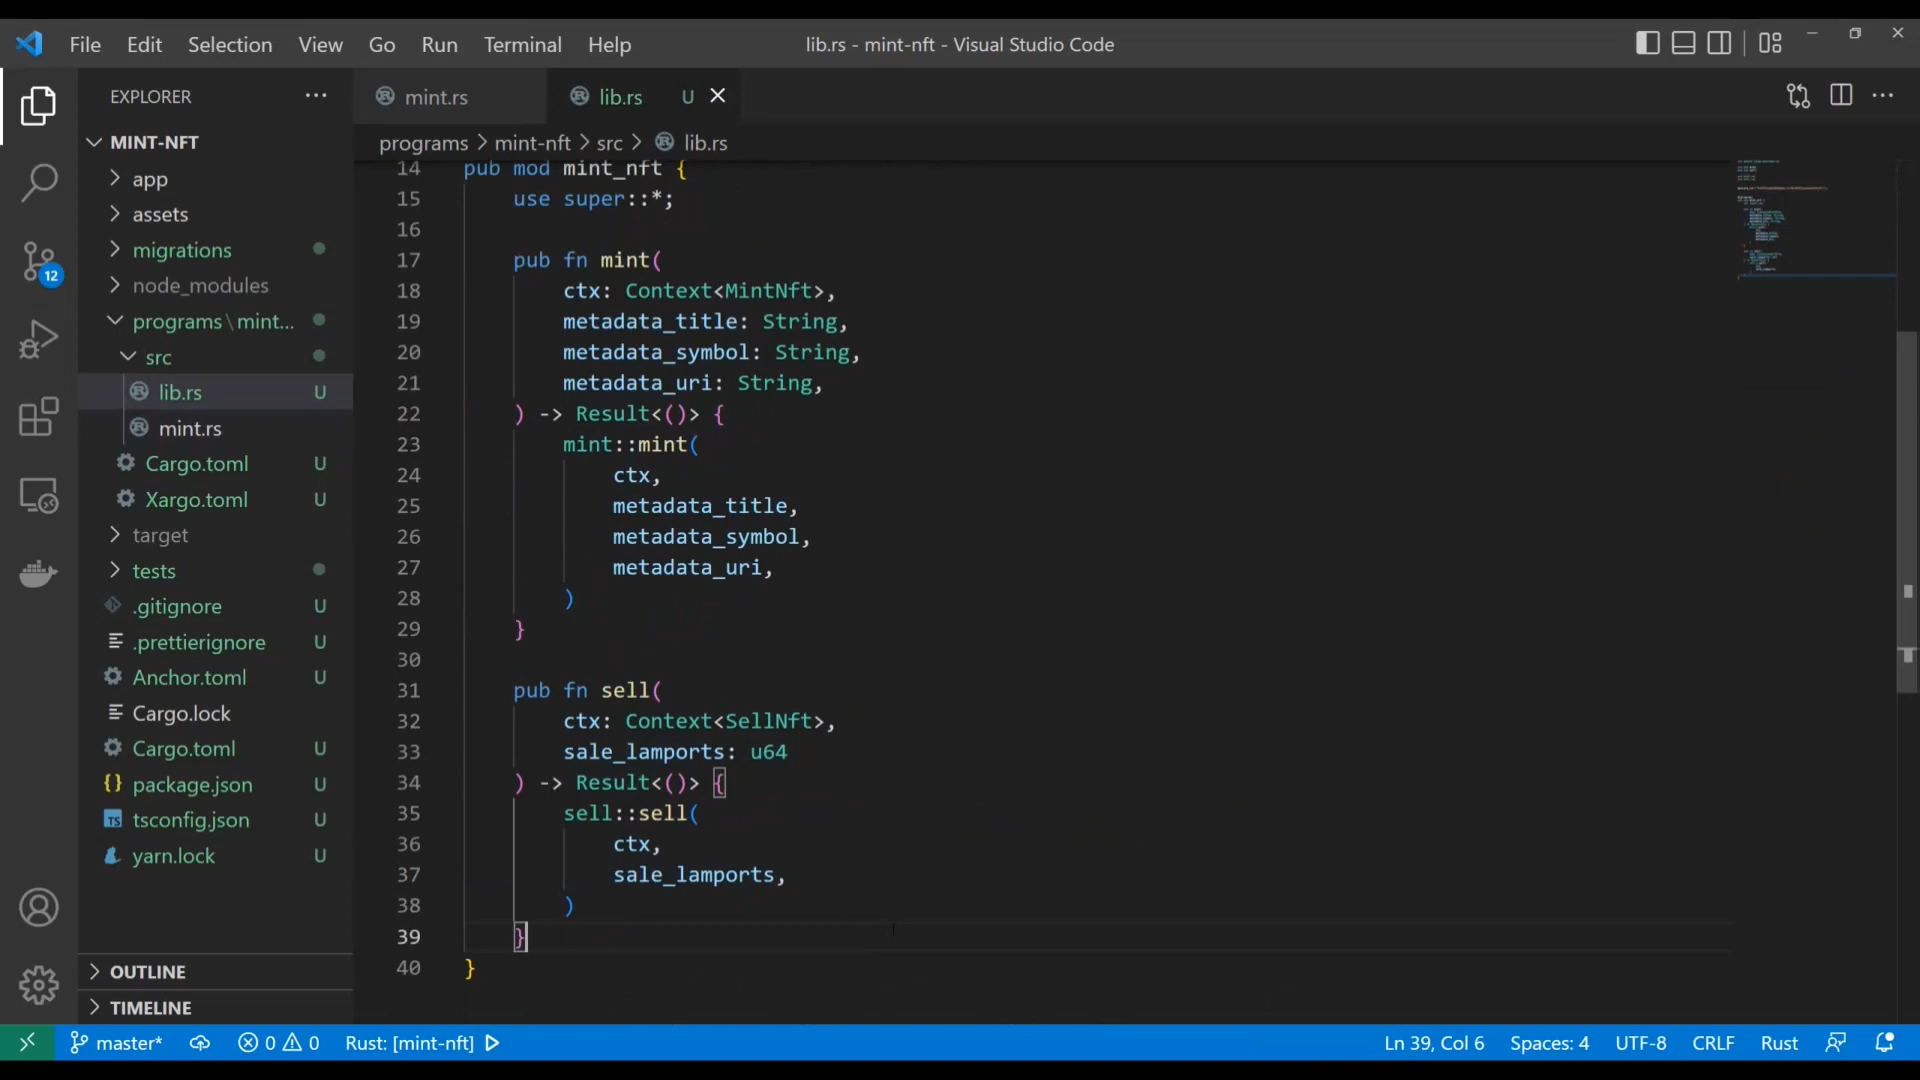 File Edit Selection View Go Run Terminal Help
lib.rs - mint-nft - Visual Studio Code
EXPLORER
MINT-NFT
app
assets
migrations
node_modules
programs\mint...
src
lib.rs U
mint.rs
Cargo.toml U
Xargo.toml U
target
tests
.gitignore U
.prettierignore U
Anchor.toml U
Cargo.lock
Cargo.toml U
package.json U
tsconfig.json U
yarn.lock U
OUTLINE
TIMELINE
12
mint.rs
lib.rs U
programs > mint-nft > src > lib.rs
14 pub mod mint_nft {
15     use super::*;
16
17     pub fn mint(
18         ctx: Context<MintNft>,
19         metadata_title: String,
20         metadata_symbol: String,
21         metadata_uri: String,
22     ) -> Result<()> {
23         mint::mint(
24             ctx,
25             metadata_title,
26             metadata_symbol,
27             metadata_uri,
28         )
29     }
30
31     pub fn sell(
32         ctx: Context<SellNft>,
33         sale_lamports: u64
34     ) -> Result<()> {
35         sell::sell(
36             ctx,
37             sale_lamports,
38         )
39     }
40 }
master* 0 0 Rust: [mint-nft] Ln 39, Col 6 Spaces: 4 UTF-8 CRLF Rust